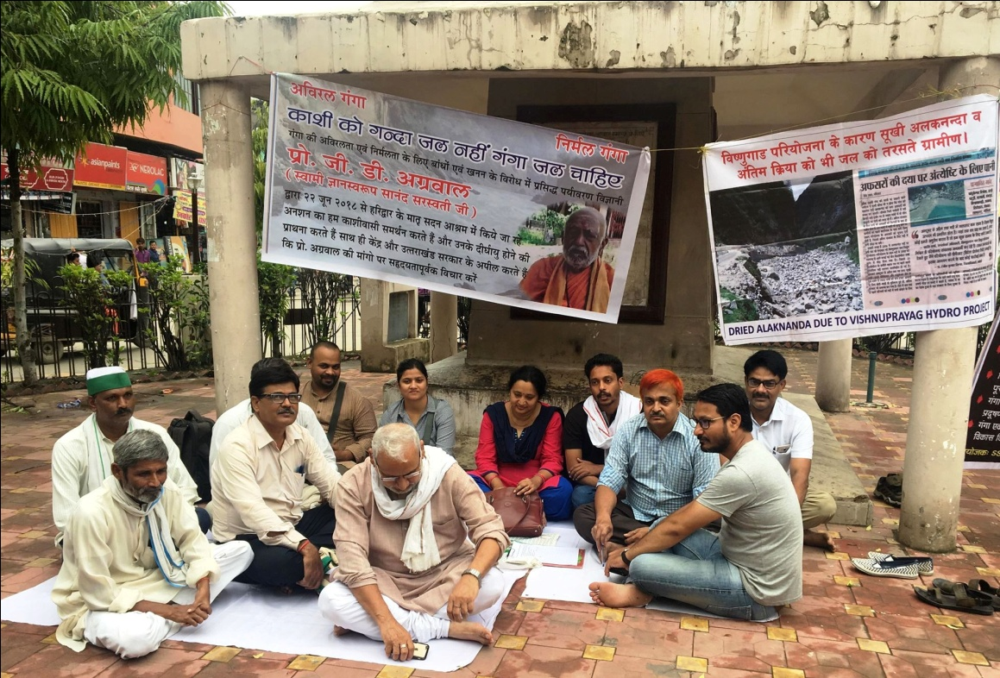 अविरल गंगा
निर्मल गंगा
काशी को गन्दा जल नहीं गंगा जल चाहिए
गंगा की अविरलता एवं निर्मलता के लिए बांधों एवं खनन के विरोध में प्रसिद्ध पर्यावरण विज्ञानी
प्रो. जी. डी. अग्रवाल
( स्वामी ज्ञानस्वरूप सानंद सरस्वती जी )
द्वारा २२ जून २०१८ से हरिद्वार के मातृ सदन आश्रम में किये जा रहे
अनशन का हम काशीवासी समर्थन करते हैं और उनके दीर्घायु होने की
प्राथना करते हैं साथ ही केंद्र और उत्तराखंड सरकार के अपील करते हैं
कि प्रो. अग्रवाल की मांगो पर सहृदयतापूर्वक विचार करें
विष्णुगाड परियोजना के कारण सूखी अलकनन्दा व
अंतिम क्रिया को भी जल को तरसते ग्रामीण।
अफसरों की दया पर अंत्येष्टि के लिए पानी
DRIED ALAKNANDA DUE TO VISHNUPRAYAG HYDRO PROJECT
asianpaints
NEROLAC
गंगा
प्रदूषण
गंगा एवं
विकास